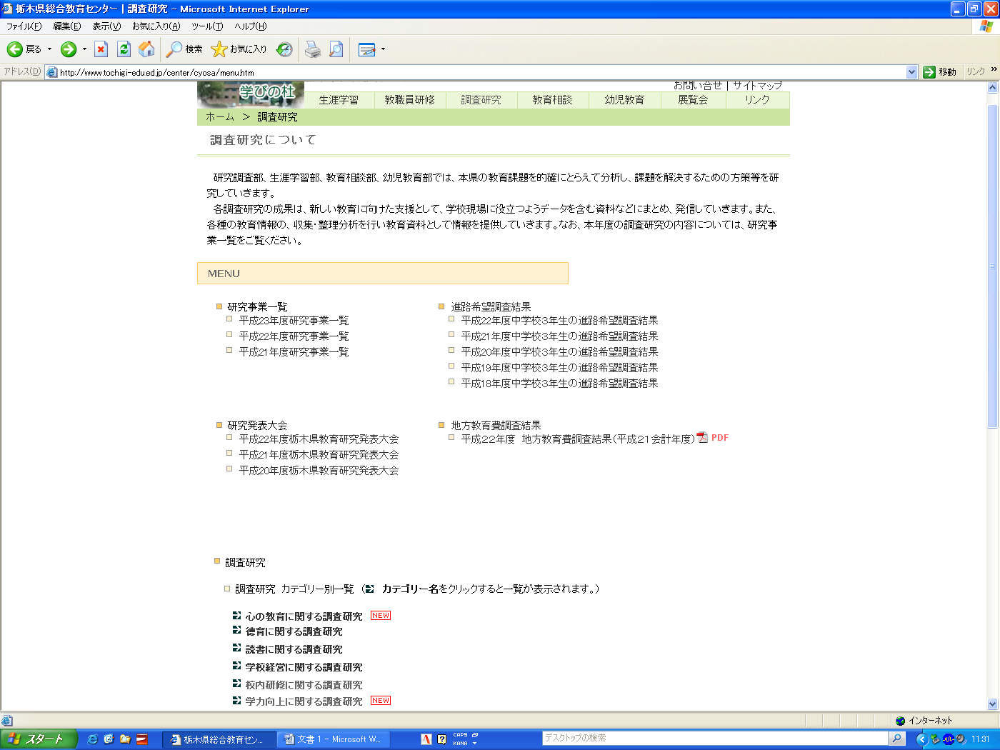 栃木県総合教育センター | 調査研究 - Microsoft Internet Explorer
ファイル(F) 編集(E) 表示(V) お気に入り(A) ツール(T) ヘルプ(H)
戻る 検索 お気に入り
アドレス(D) http://www.tochigi-edu.ed.jp/center/cyosa/menu.htm 移動 リンク »
お問い合せ | サイトマップ
学びの杜 生涯学習 教職員研修 調査研究 教育相談 幼児教育 展覧会 リンク
ホーム > 調査研究
調査研究について
研究調査部、生涯学習部、教育相談部、幼児教育部では、本県の教育課題を的確にとらえて分析し、課題を解決するための方策等を研
究していきます。
各調査研究の成果は、新しい教育に向けた支援として、学校現場に役立つようデータを含む資料などにまとめ、発信していきます。また、
各種の教育情報の、収集・整理分析を行い教育資料として情報を提供していきます。なお、本年度の調査研究の内容については、研究事
業一覧をご覧ください。
MENU
研究事業一覧
平成23年度研究事業一覧
平成22年度研究事業一覧
平成21年度研究事業一覧
進路希望調査結果
平成22年度中学校3年生の進路希望調査結果
平成21年度中学校3年生の進路希望調査結果
平成20年度中学校3年生の進路希望調査結果
平成19年度中学校3年生の進路希望調査結果
平成18年度中学校3年生の進路希望調査結果
研究発表大会
平成22年度栃木県教育研究発表大会
平成21年度栃木県教育研究発表大会
平成20年度栃木県教育研究発表大会
地方教育費調査結果
平成22年度 地方教育費調査結果(平成21会計年度) PDF
調査研究
調査研究 カテゴリー別一覧 ( カテゴリー名をクリックすると一覧が表示されます。)
心の教育に関する調査研究 NEW
徳育に関する調査研究
読書に関する調査研究
学校経営に関する調査研究
校内研修に関する調査研究
学力向上に関する調査研究 NEW
インターネット
スタート 栃木県総合教育セン... 文書 1 - Microsoft W... A CAPS KANA デスクトップの検索 11:31